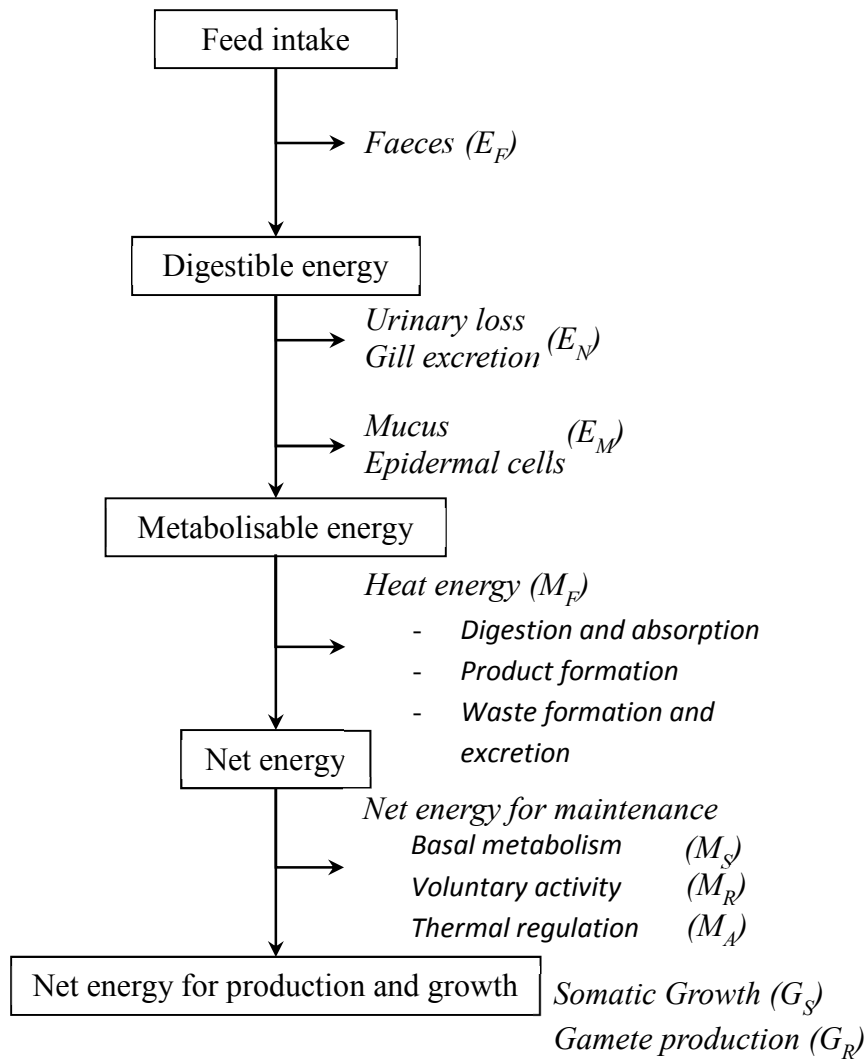 Feed intake
Faeces (E_F)
Digestible energy
Urinary loss
Gill excretion (E_N)
Mucus
Epidermal cells (E_M)
Metabolisable energy
Heat energy (M_F)
- Digestion and absorption
- Product formation
- Waste formation and
excretion
Net energy
Net energy for maintenance
Basal metabolism (M_S)
Voluntary activity (M_R)
Thermal regulation (M_A)
Net energy for production and growth
Somatic Growth (G_S)
Gamete production (G_R)